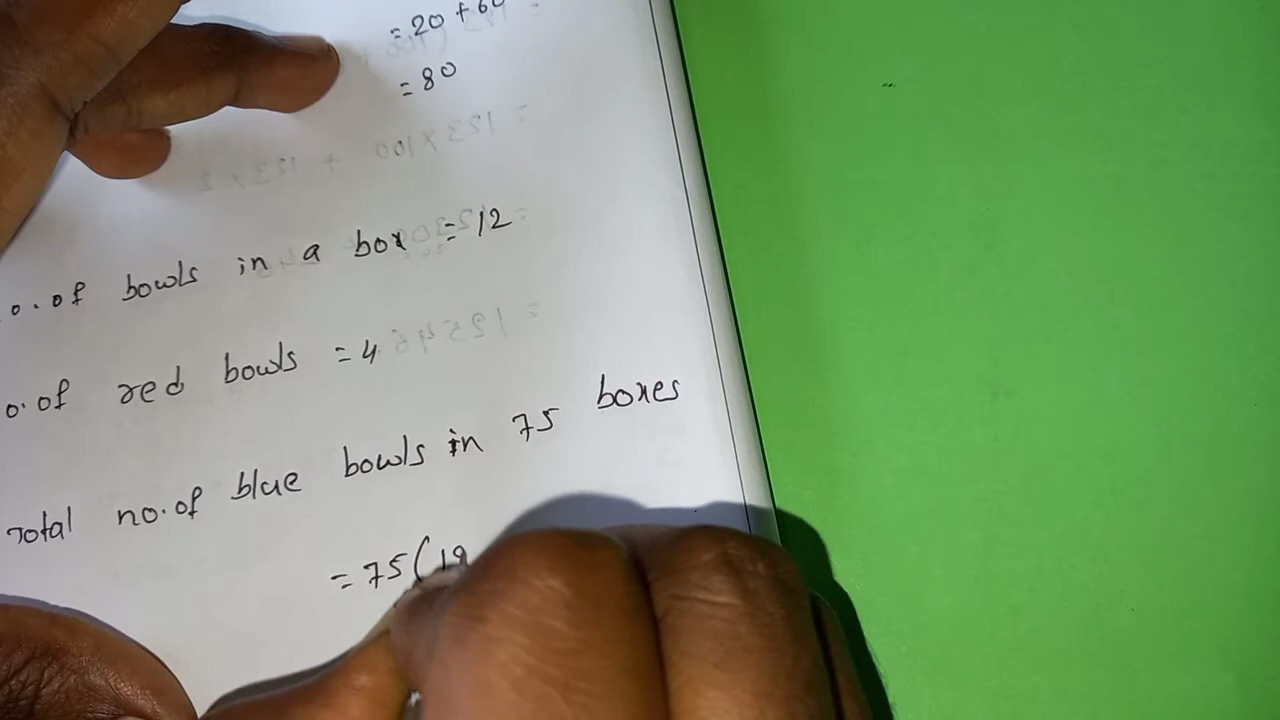 = 20 + 60
= 80
o. of bowls in a box = 12
o. of red bowls = 4
Total no. of blue bowls in 75 boxes
= 75 (12